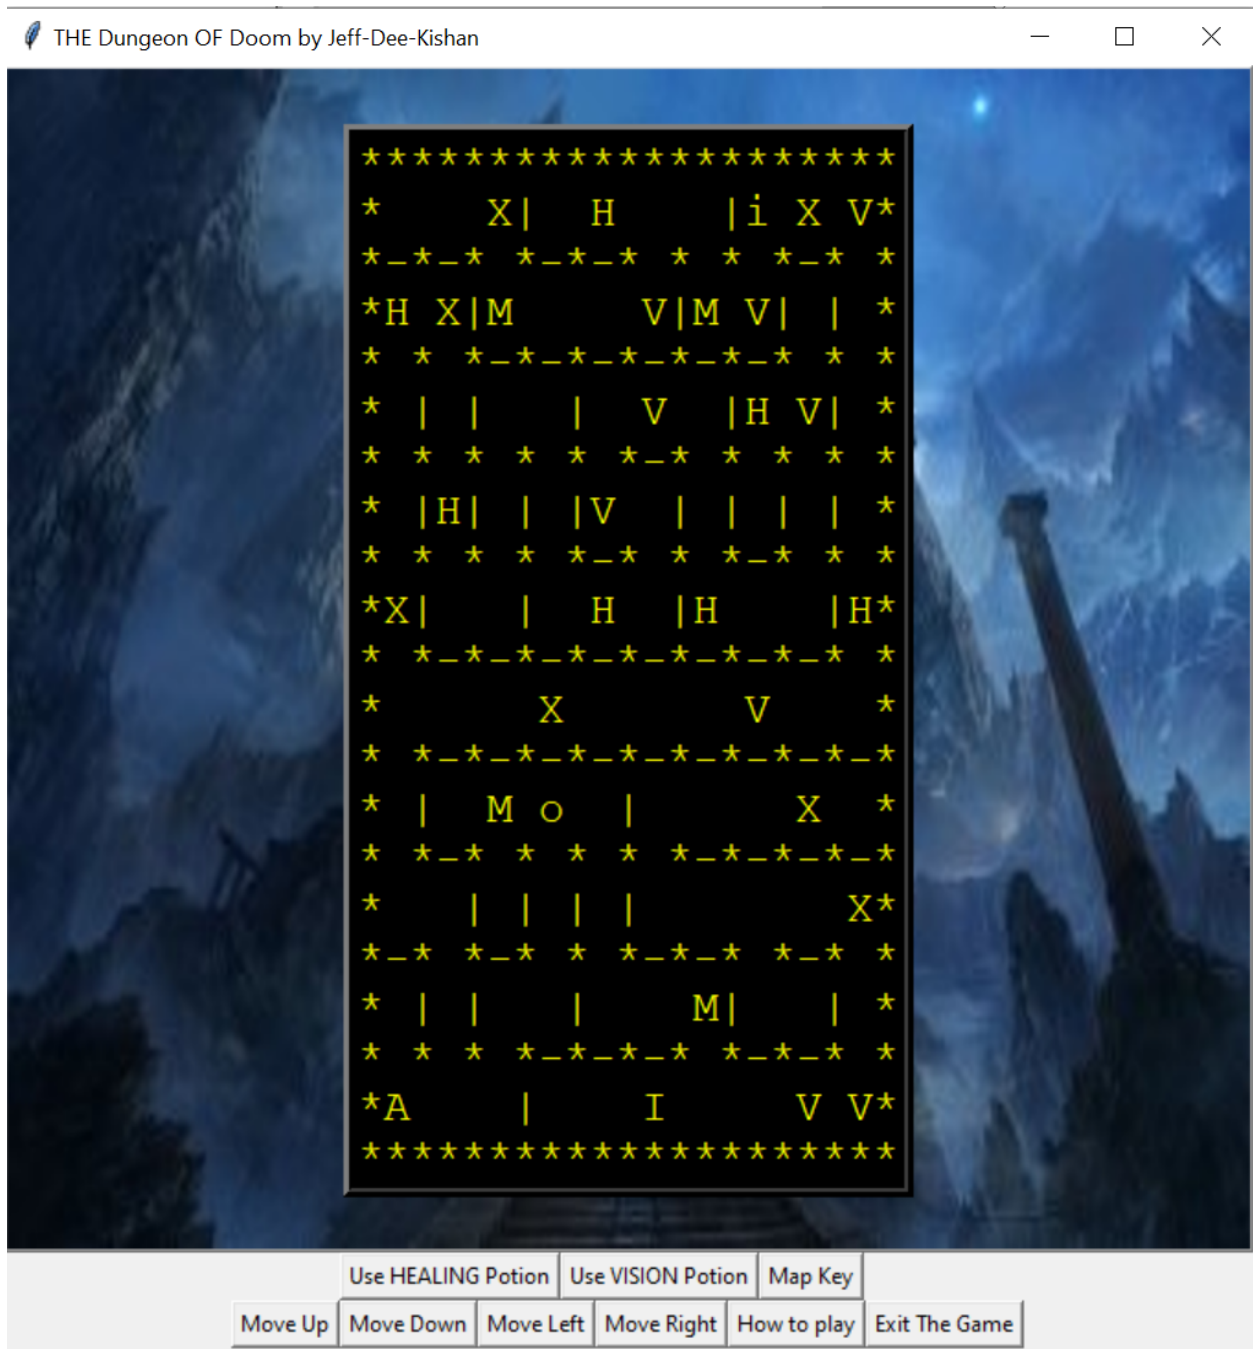 THE Dungeon OF Doom by Jeff-Dee-Kishan
*********************
*    X|  H    |i X V*
*_*_* *_*_* * * *_* *
*H X|M     V|M V| | *
* * *_*_*_*_*_*_* * *
* | |   |  V  |H V| *
* * * * * *_* * * * *
* |H| | |V  | | | | *
* * * * *_* * *_* * *
*X|   |  H  |H    |H*
* *_*_*_*_*_*_*_*_* *
*      X       V    *
* *_*_*_*_*_*_*_*_*_*
* |  M o  |      X  *
* *_* * * * *_*_*_*_*
*   | | | |        X*
*_* *_* * *_*_* *_* *
* | |   |    M|   | *
* * * *_*_*_* *_*_* *
*A    |    I     V V*
*********************
Use HEALING Potion Use VISION Potion Map Key
Move Up Move Down Move Left Move Right How to play Exit The Game